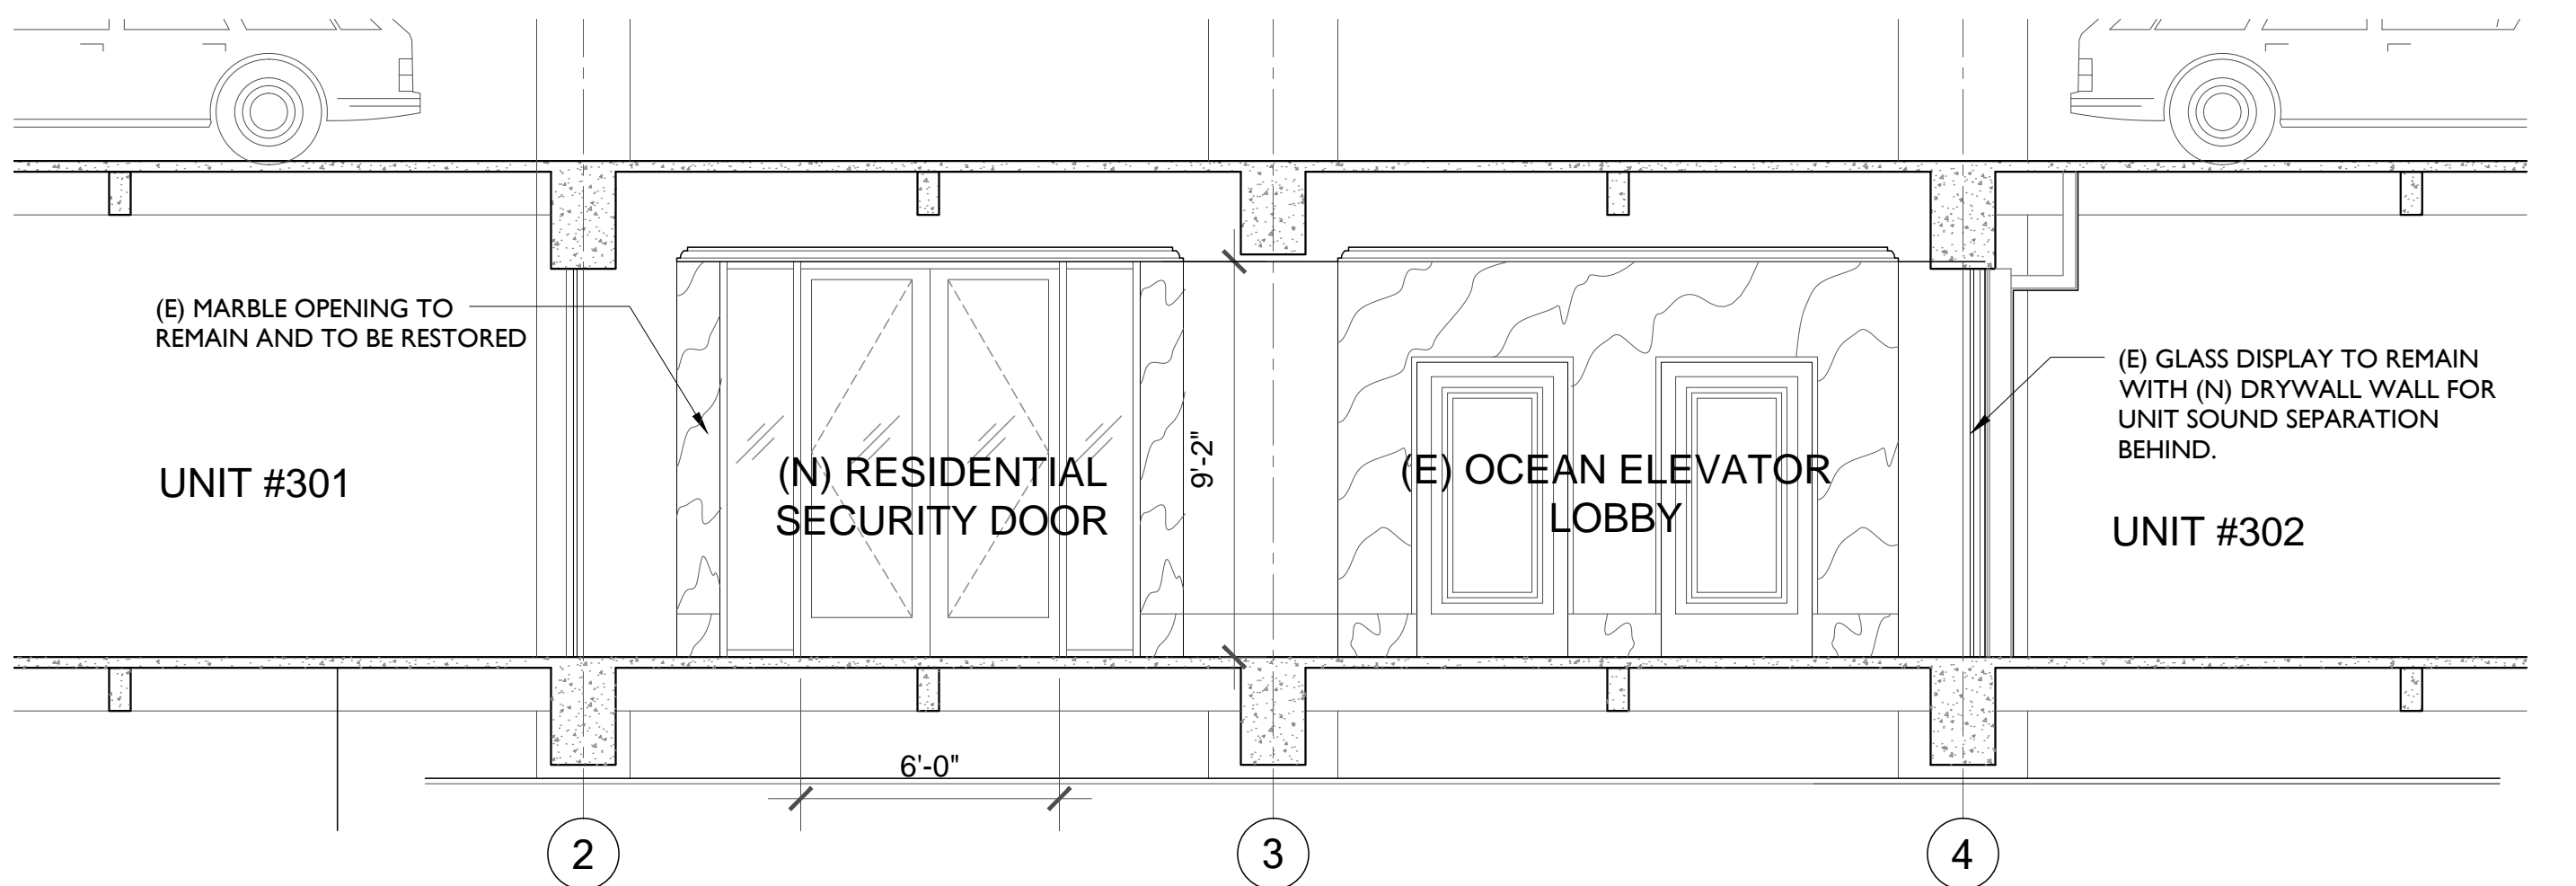 (E) MARBLE OPENING TO
REMAIN AND TO BE RESTORED
UNIT #301
(N) RESIDENTIAL
SECURITY DOOR
9'-2"
(E) OCEAN ELEVATOR
LOBBY
(E) GLASS DISPLAY TO REMAIN
WITH (N) DRYWALL WALL FOR
UNIT SOUND SEPARATION
BEHIND.
UNIT #302
6'-0"
2
3
4